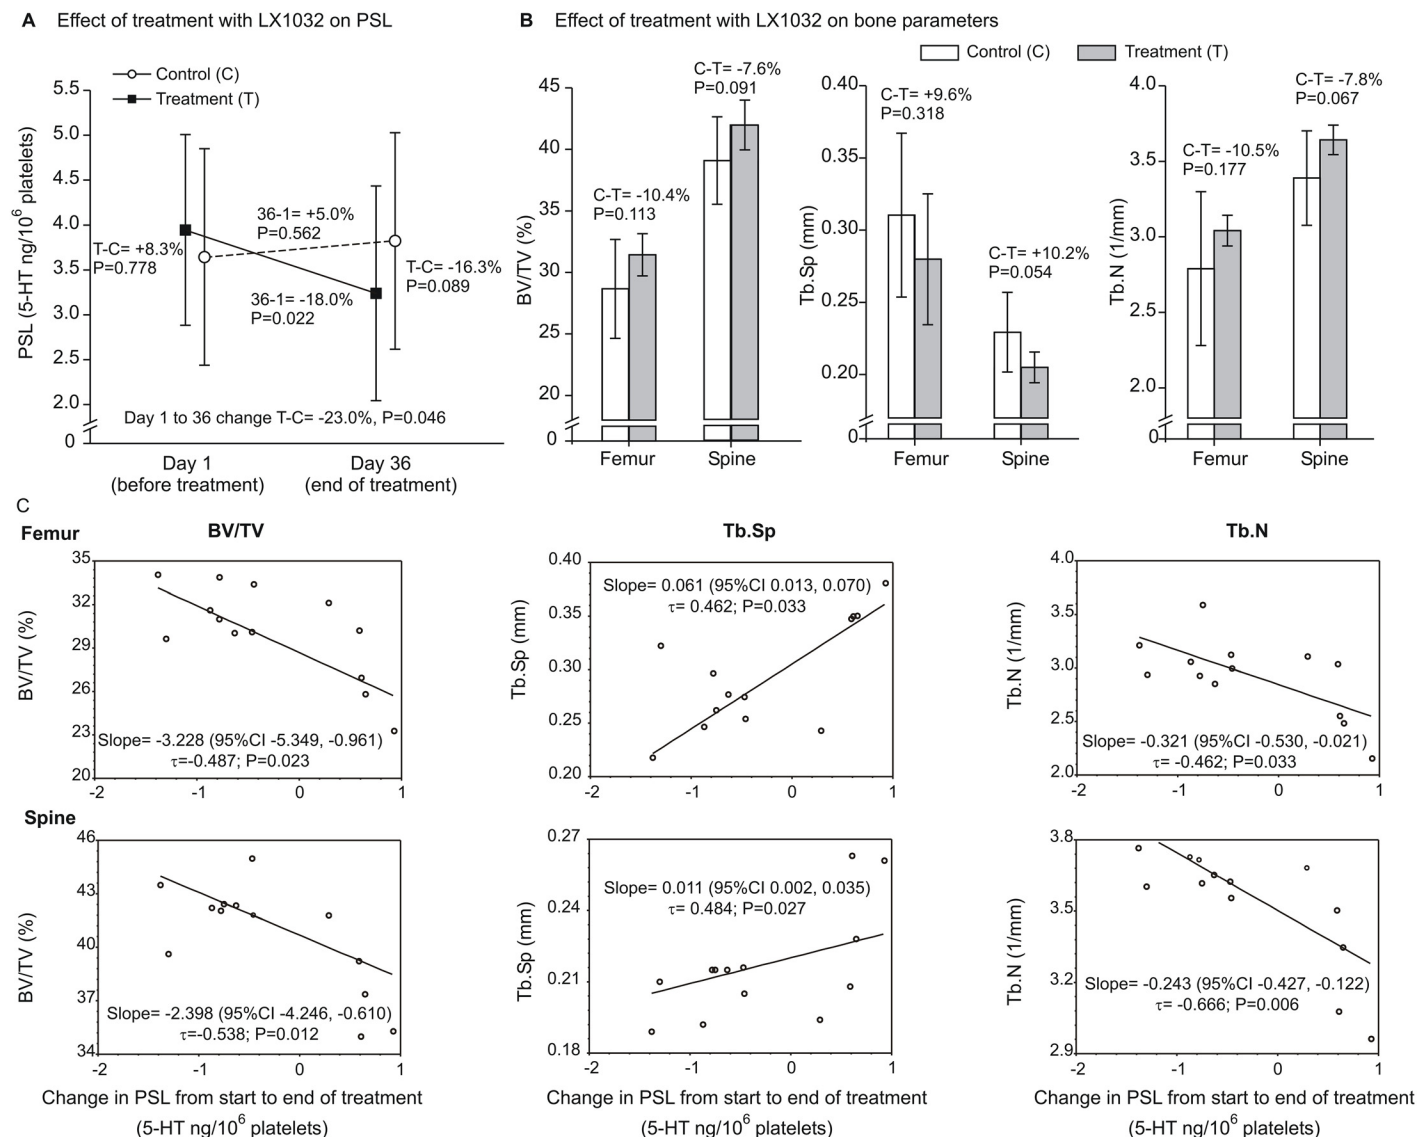 A Effect of treatment with LX1032 on PSL
Control (C)
Treatment (T)
PSL (5-HT ng/10⁶ platelets)
5.5
5.0
4.5
4.0
3.5
3.0
2.5
2.0
0
T-C= +8.3%
P=0.778
36-1= +5.0%
P=0.562
36-1= -18.0%
P=0.022
T-C= -16.3%
P=0.089
Day 1 to 36 change T-C= -23.0%, P=0.046
Day 1
(before treatment)
Day 36
(end of treatment)
B Effect of treatment with LX1032 on bone parameters
Control (C)
Treatment (T)
BV/TV (%)
45
40
35
30
25
20
0
C-T= -10.4%
P=0.113
C-T= -7.6%
P=0.091
Femur
Spine
Tb.Sp (mm)
0.40
0.35
0.30
0.25
0.20
0
C-T= +9.6%
P=0.318
C-T= +10.2%
P=0.054
Femur
Spine
Tb.N (1/mm)
4.0
3.5
3.0
2.5
2.0
0
C-T= -10.5%
P=0.177
C-T= -7.8%
P=0.067
Femur
Spine
C
Femur
BV/TV
BV/TV (%)
35
32
29
26
23
20
Slope= -3.228 (95%CI -5.349, -0.961)
τ=-0.487; P=0.023
-2 -1 0 1
Tb.Sp
Tb.Sp (mm)
0.40
0.35
0.30
0.25
0.20
Slope= 0.061 (95%CI 0.013, 0.070)
τ= 0.462; P=0.033
-2 -1 0 1
Tb.N
Tb.N (1/mm)
4.0
3.5
3.0
2.5
2.0
Slope= -0.321 (95%CI -0.530, -0.021)
τ= -0.462; P=0.033
-2 -1 0 1
Spine
BV/TV (%)
46
43
40
37
34
Slope= -2.398 (95%CI -4.246, -0.610)
τ=-0.538; P=0.012
-2 -1 0 1
Change in PSL from start to end of treatment
(5-HT ng/10⁶ platelets)
Tb.Sp (mm)
0.27
0.24
0.21
0.18
Slope= 0.011 (95%CI 0.002, 0.035)
τ= 0.484; P=0.027
-2 -1 0 1
Change in PSL from start to end of treatment
(5-HT ng/10⁶ platelets)
Tb.N (1/mm)
3.8
3.5
3.2
2.9
Slope= -0.243 (95%CI -0.427, -0.122)
τ= -0.666; P=0.006
-2 -1 0 1
Change in PSL from start to end of treatment
(5-HT ng/10⁶ platelets)